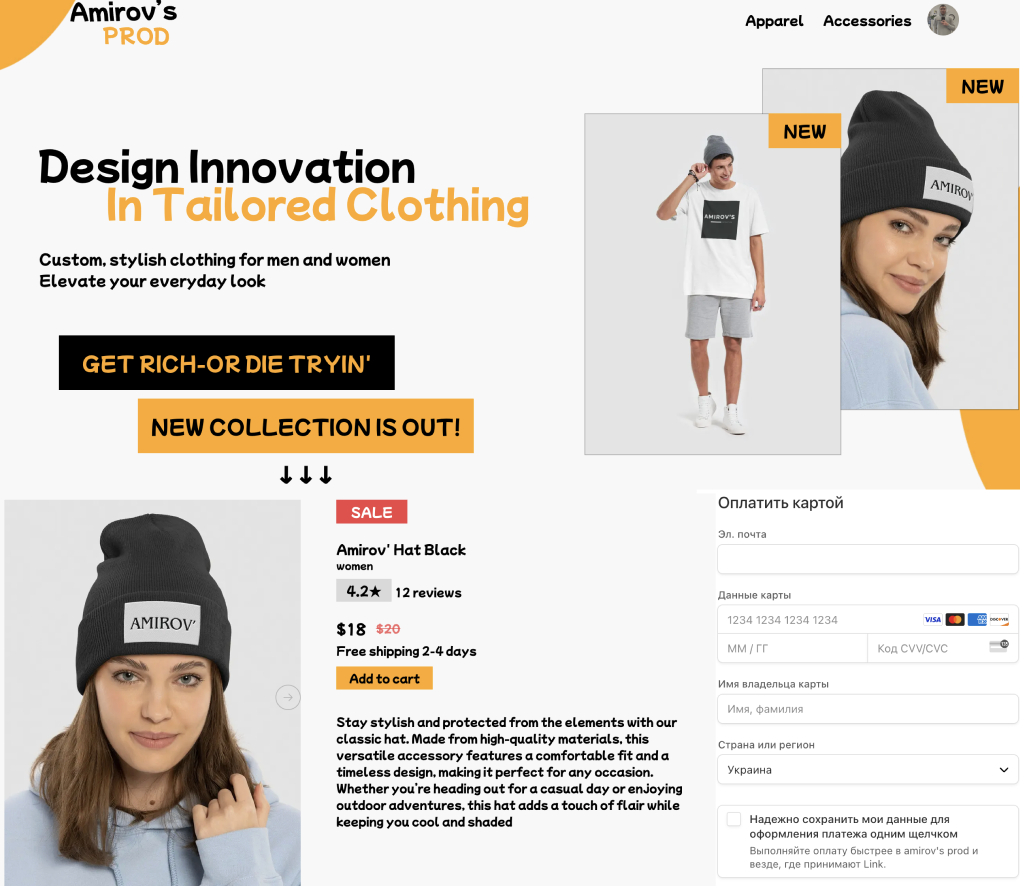 Amirov's
PROD
Apparel Accessories
NEW
NEW
AMIROV'
AMIROV'S
Design Innovation
In Tailored Clothing
Custom, stylish clothing for men and women
Elevate your everyday look
GET RICH-OR DIE TRYIN'
NEW COLLECTION IS OUT!
↓↓↓
AMIROV'
SALE
Amirov' Hat Black
women
4.2★ 12 reviews
$18 $20
Free shipping 2-4 days
Add to cart
Stay stylish and protected from the elements with our
classic hat. Made from high-quality materials, this
versatile accessory features a comfortable fit and a
timeless design, making it perfect for any occasion.
Whether you're heading out for a casual day or enjoying
outdoor adventures, this hat adds a touch of flair while
keeping you cool and shaded
Оплатить картой
Эл. почта
Данные карты
1234 1234 1234 1234 VISA DISCOVER
ММ / ГГ Код CVV/CVC
Имя владельца карты
Имя, фамилия
Страна или регион
Украина
Надежно сохранить мои данные для
оформления платежа одним щелчком
Выполняйте оплату быстрее в amirov's prod и
везде, где принимают Link.